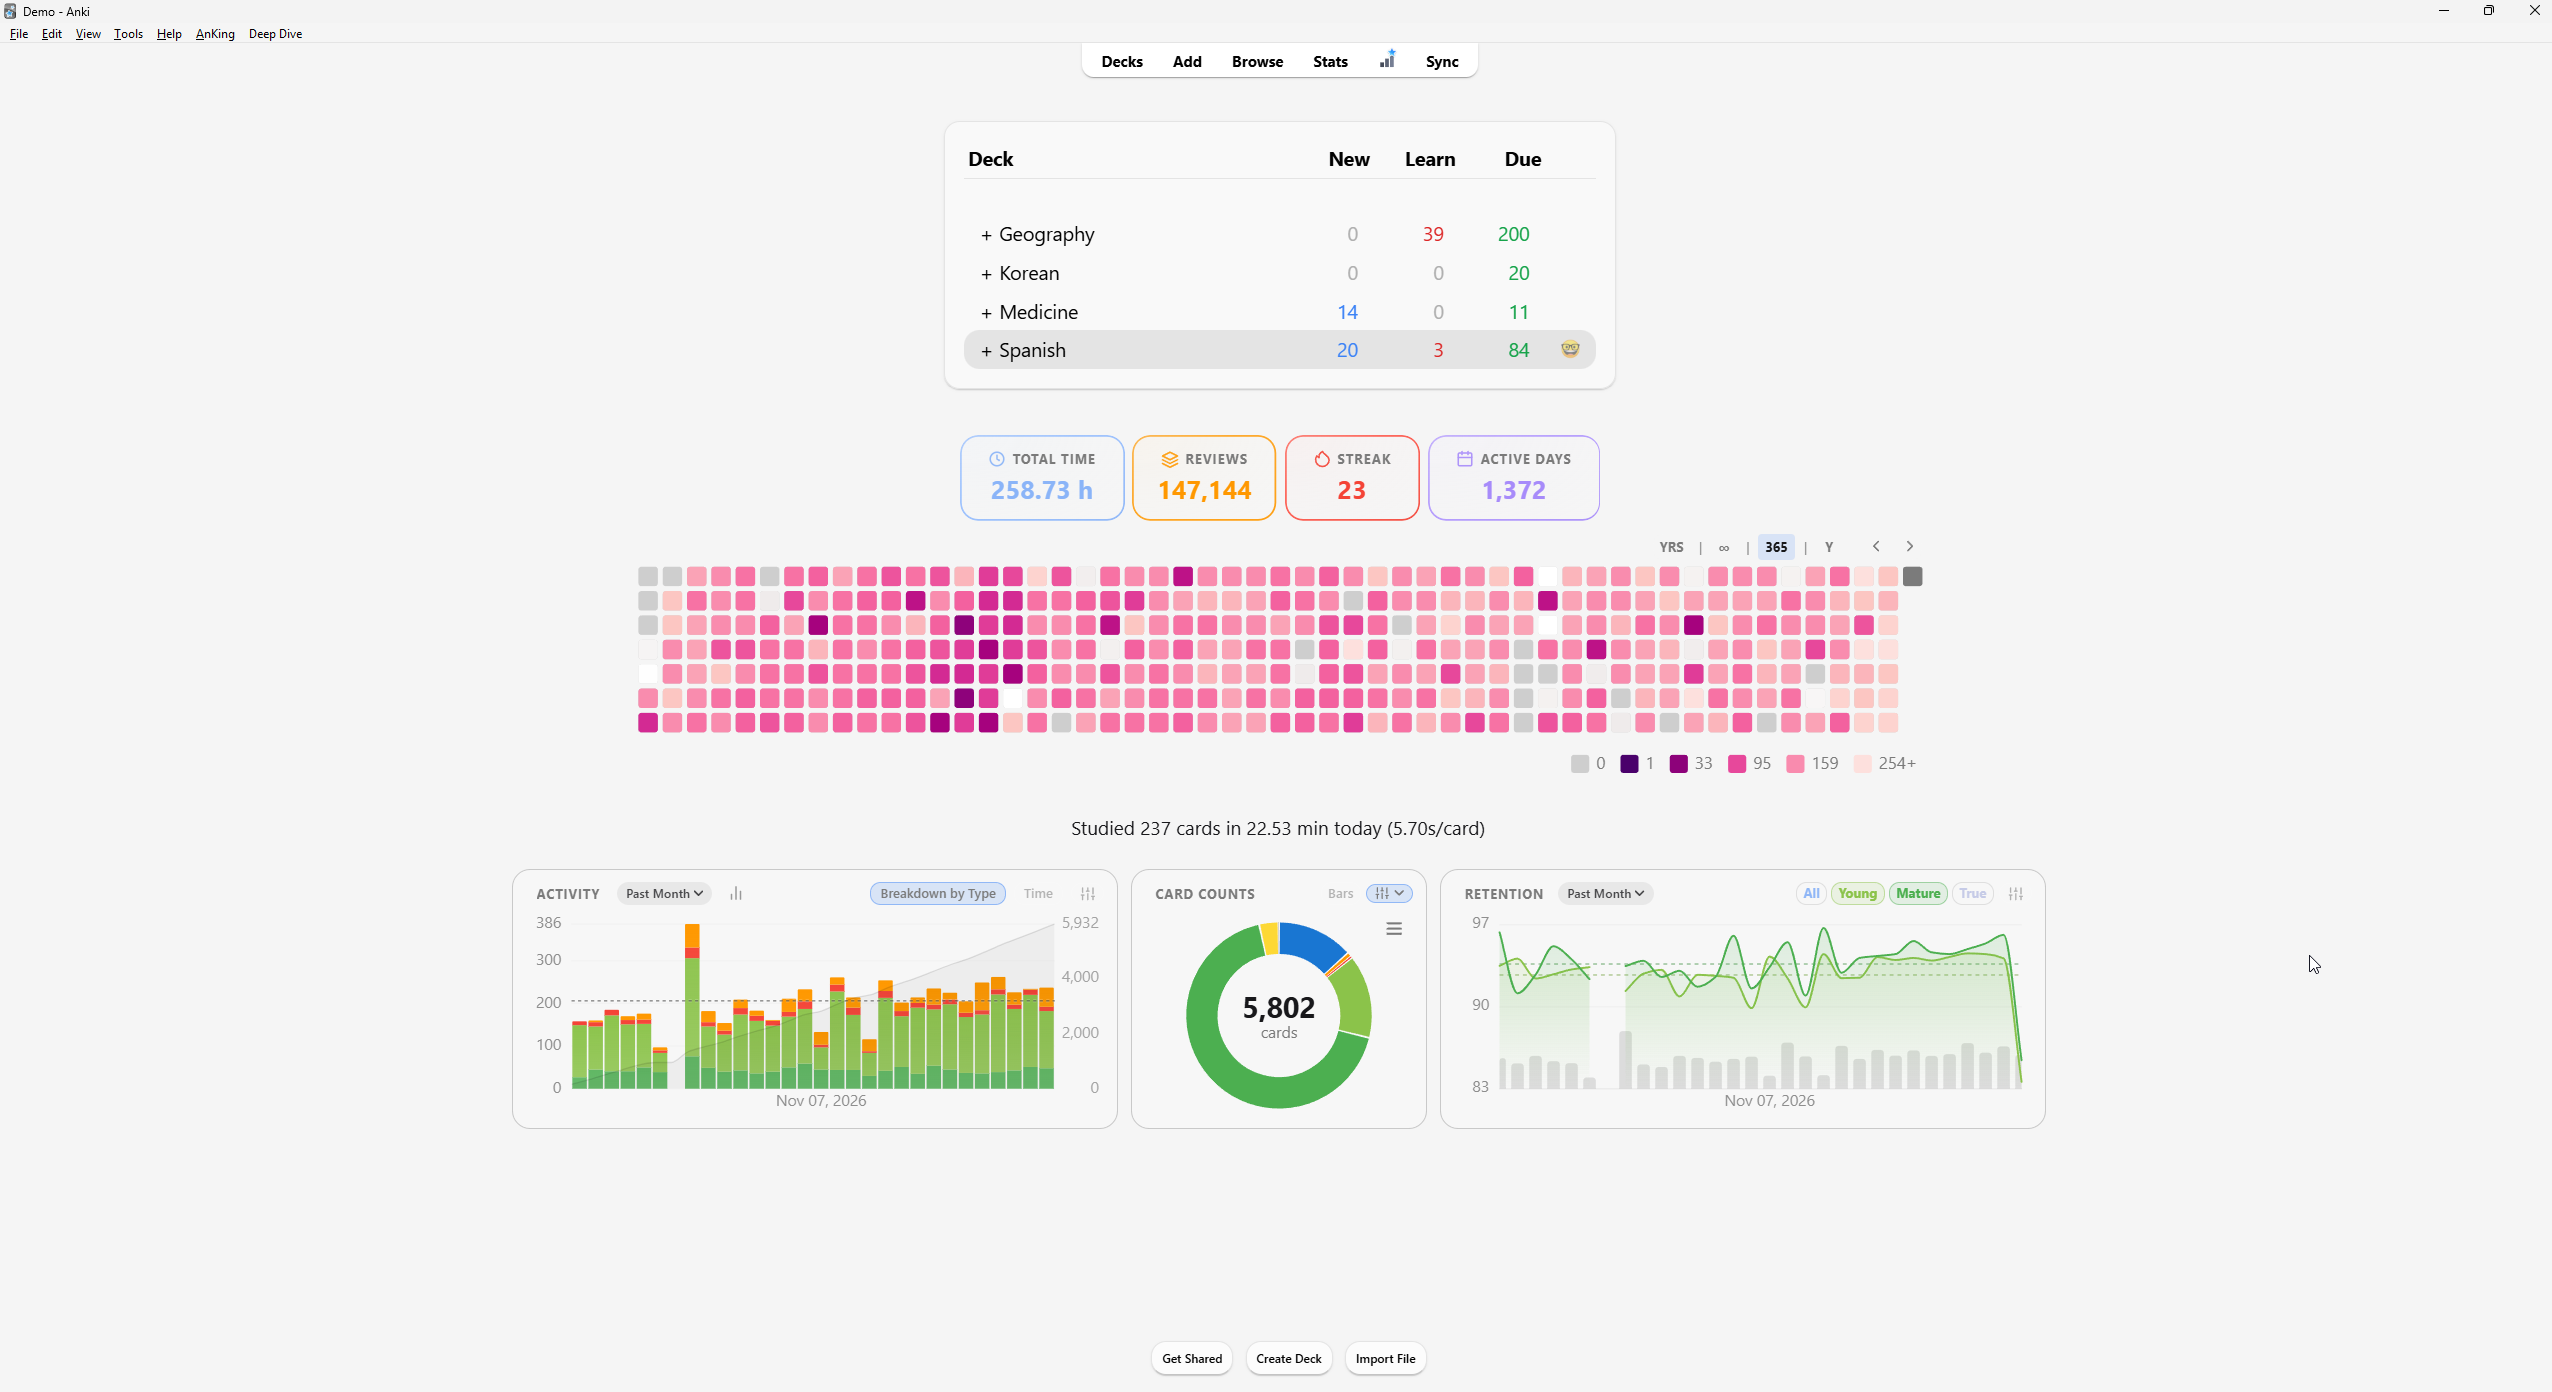 Demo - Anki
File Edit View Tools Help AnKing Deep Dive
Decks Add Browse Stats Sync
Deck New Learn Due
+ Geography 0 39 200
+ Korean 0 0 20
+ Medicine 14 0 11
+ Spanish 20 3 84
TOTAL TIME
258.73 h
REVIEWS
147,144
STREAK
23
ACTIVE DAYS
1,372
YRS | ∞ | 365 | Y
0 1 33 95 159 254+
Studied 237 cards in 22.53 min today (5.70s/card)
ACTIVITY Past Month Breakdown by Type Time
386 5,932
300
4,000
200
2,000
100
0 0
Nov 07, 2026
CARD COUNTS Bars
5,802
cards
RETENTION Past Month All Young Mature True
97
90
83
Nov 07, 2026
Get Shared Create Deck Import File